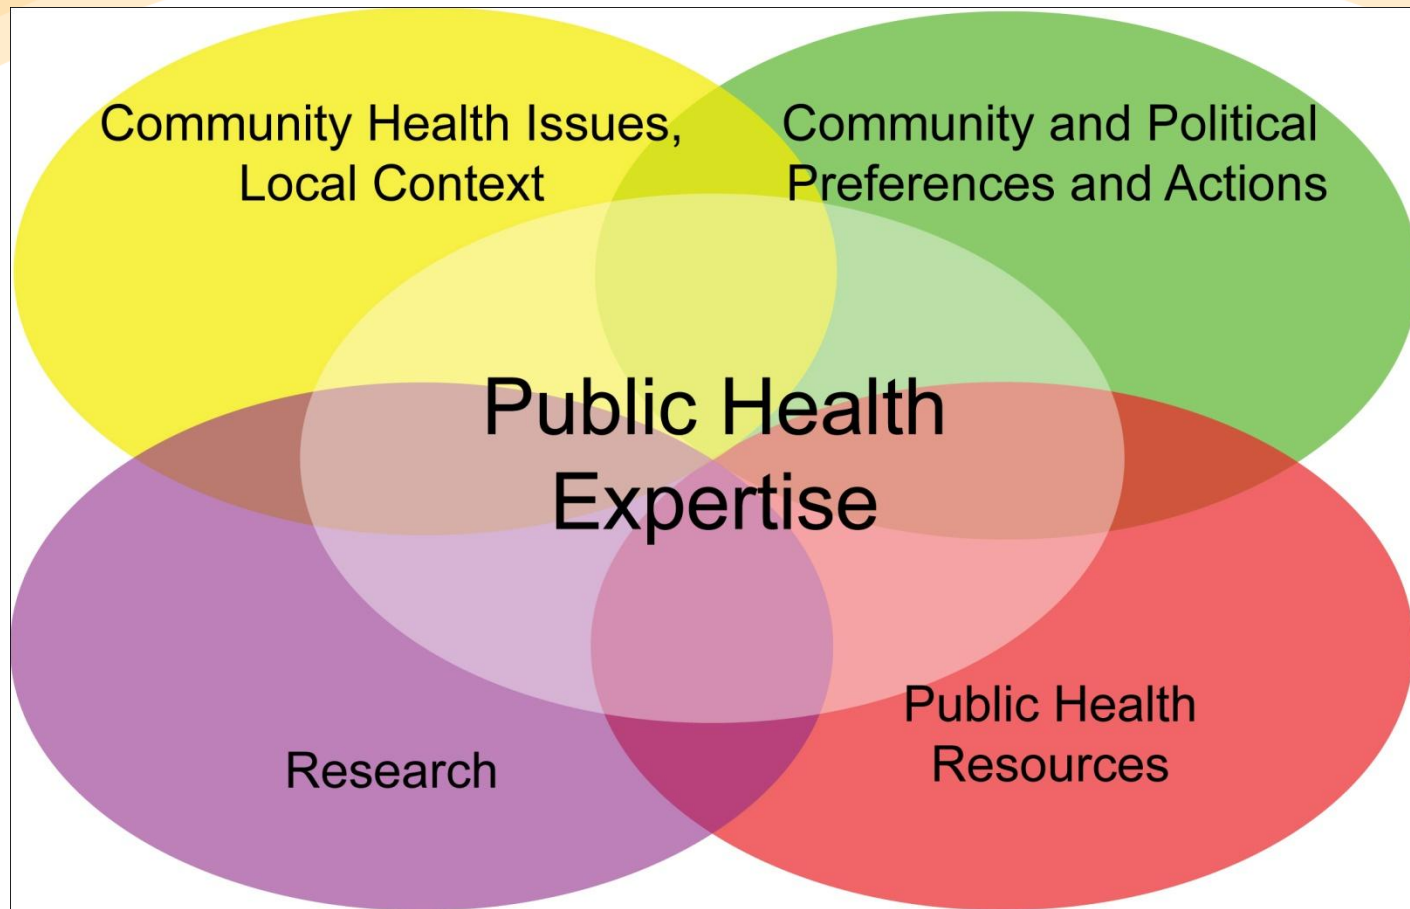 Community Health Issues,
Local Context
Community and Political
Preferences and Actions
Public Health
Expertise
Research
Public Health
Resources